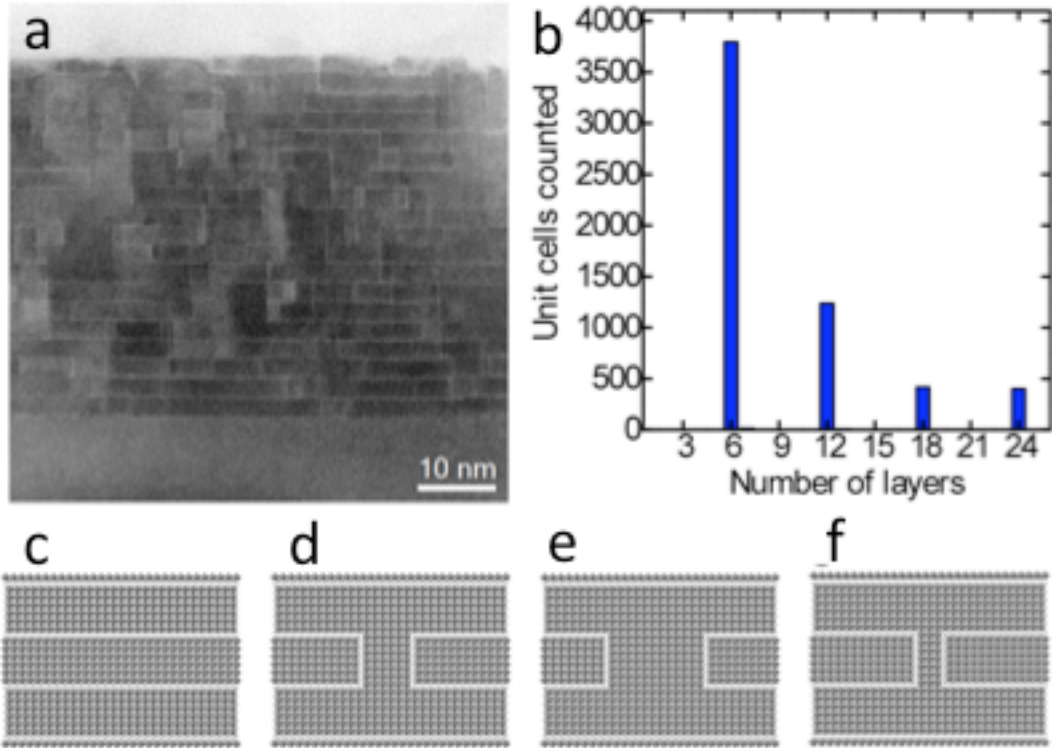 a
10 nm
b
Unit cells counted
4000
3500
3000
2500
2000
1500
1000
500
0
3 6 9 12 15 18 21 24
Number of layers
c
d
e
f